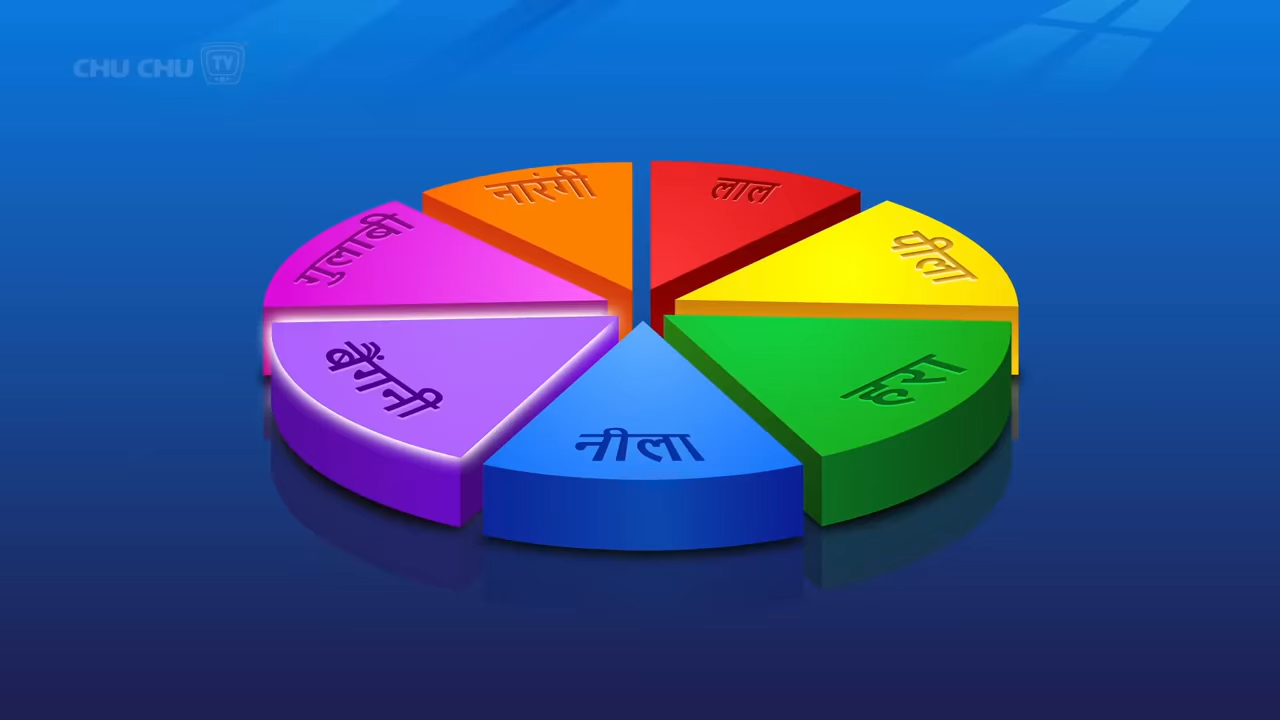 CHU CHU TV
नारंगी
लाल
गुलाबी
पीला
बैंगनी
हरा
नीला